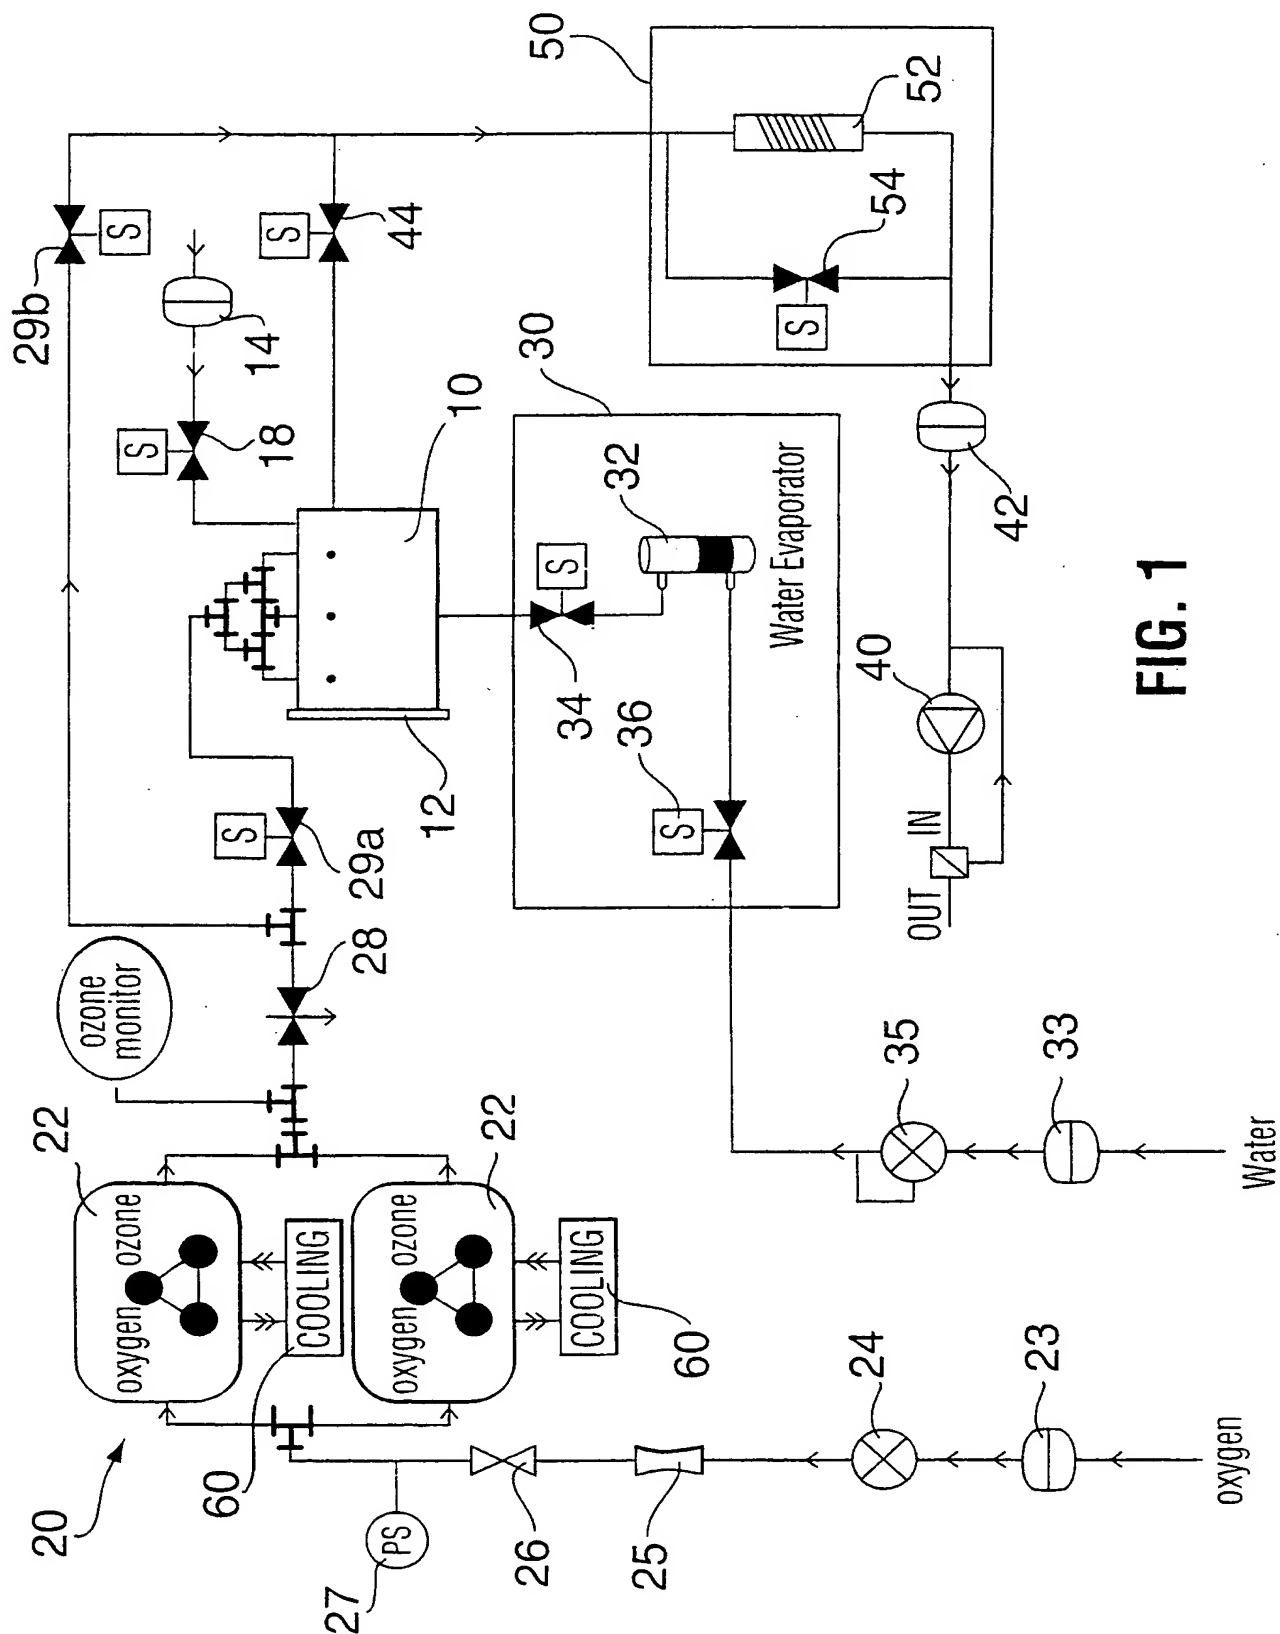 20
22
oxygen ozone
COOLING
60
22
oxygen ozone
COOLING
60
27
PS
26
25
24
23
oxygen
ozone
monitor
28
29a
S
29b
S
14
18
S
44
S
10
12
30
32
34
S
36
S
Water Evaporator
35
33
Water
50
52
54
S
42
40
OUT
IN
FIG. 1